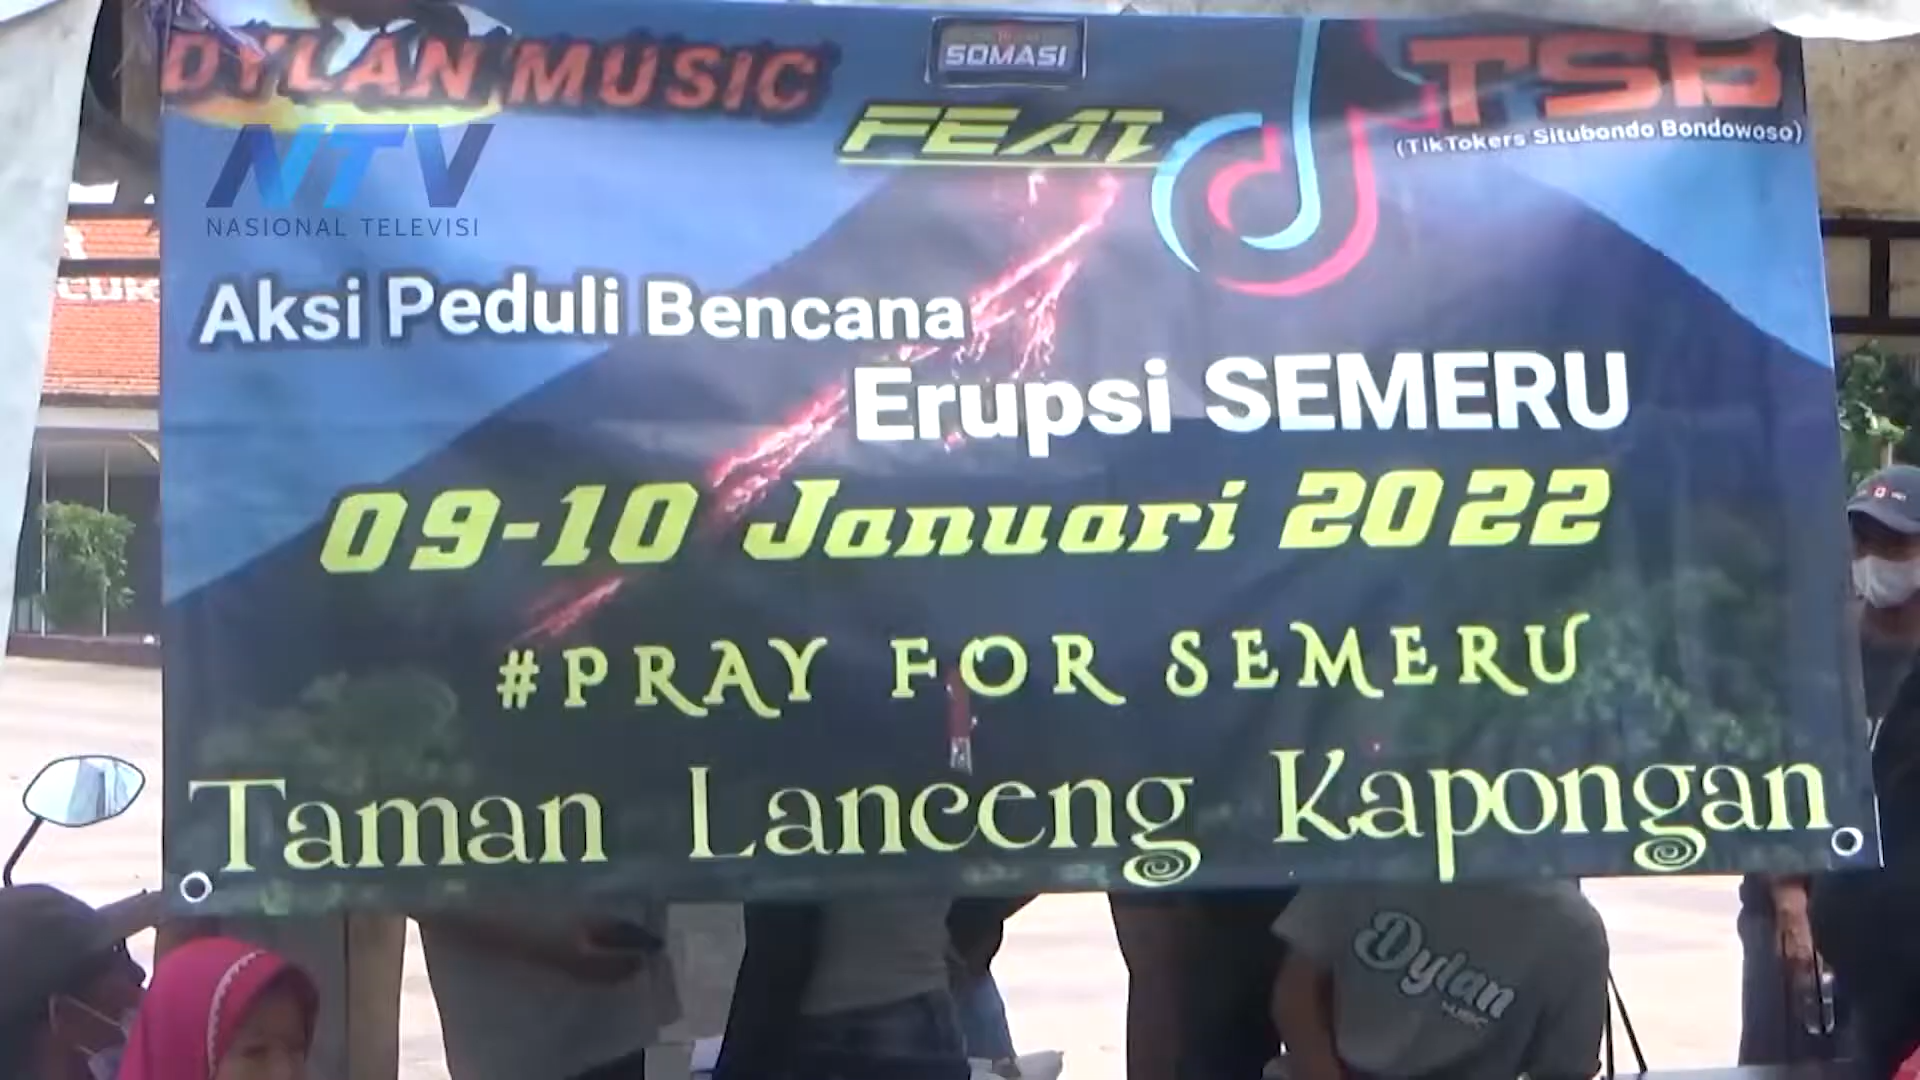 DYLAN MUSIC
SOMASI
FEAT
TSB
(TikTokers Situbondo Bondowoso)
NTV
NASIONAL TELEVISI
Aksi Peduli Bencana
Erupsi SEMERU
09-10 Januari 2022
#PRAY FOR SEMERU
Taman Lanceng Kapongan
Dylan
MUSIC